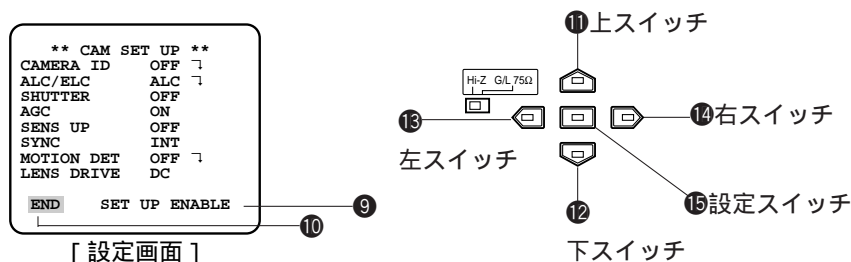 ** CAM SET UP **
CAMERA ID OFF ↴
ALC/ELC ALC ↴
SHUTTER OFF
AGC ON
SENS UP OFF
SYNC INT
MOTION DET OFF ↴
LENS DRIVE DC
END SET UP ENABLE
❾
❿
[ 設定画面 ]
⓫上スイッチ
Hi-Z G/L 75Ω
⓭
左スイッチ
⓮右スイッチ
⓯設定スイッチ
⓬
下スイッチ